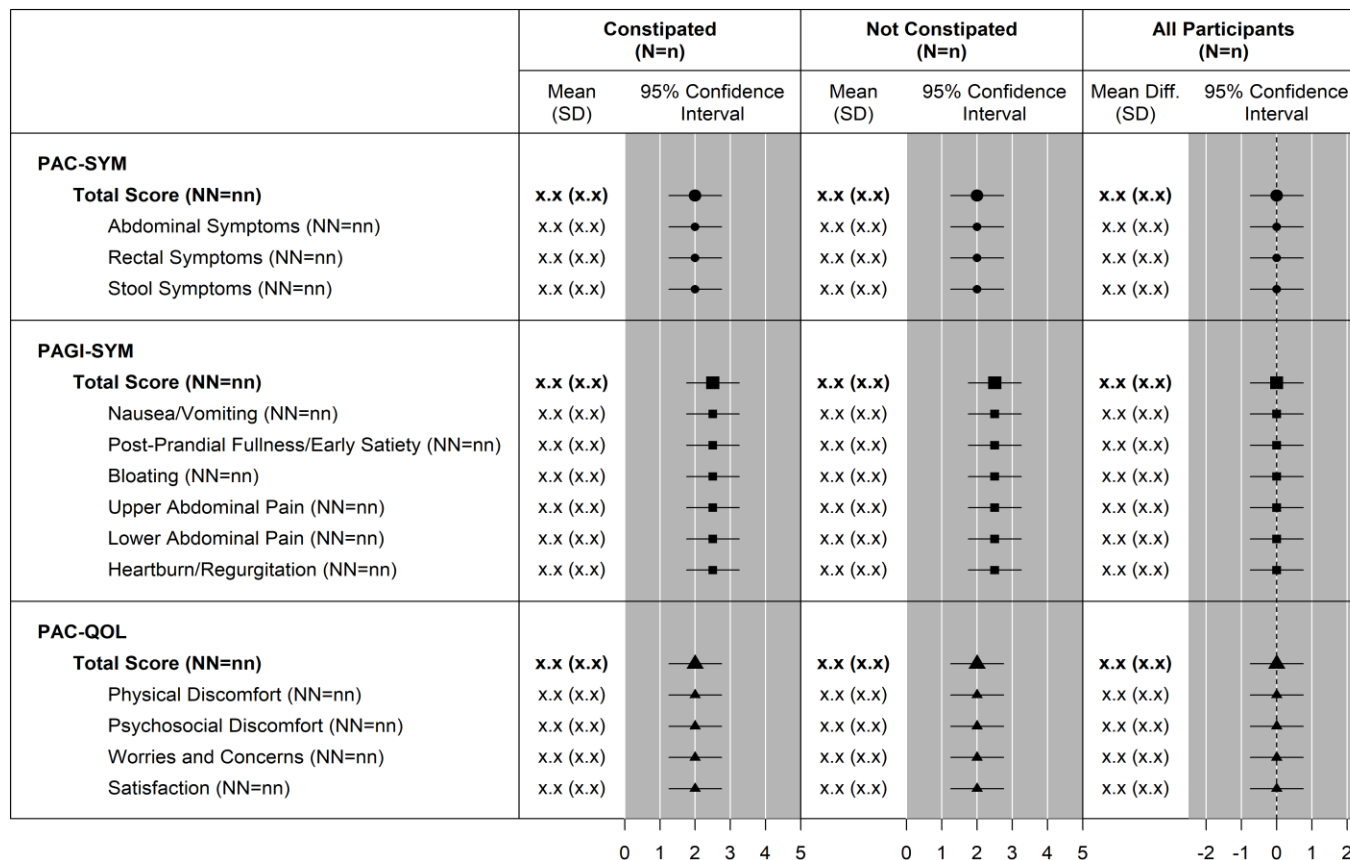 Constipated
(N=n)
Not Constipated
(N=n)
All Participants
(N=n)
Mean
(SD)
95% Confidence
Interval
Mean
(SD)
95% Confidence
Interval
Mean Diff.
(SD)
95% Confidence
Interval
PAC-SYM
Total Score (NN=nn) x.x (x.x) x.x (x.x) x.x (x.x)
Abdominal Symptoms (NN=nn) x.x (x.x) x.x (x.x) x.x (x.x)
Rectal Symptoms (NN=nn) x.x (x.x) x.x (x.x) x.x (x.x)
Stool Symptoms (NN=nn) x.x (x.x) x.x (x.x) x.x (x.x)
PAGI-SYM
Total Score (NN=nn) x.x (x.x) x.x (x.x) x.x (x.x)
Nausea/Vomiting (NN=nn) x.x (x.x) x.x (x.x) x.x (x.x)
Post-Prandial Fullness/Early Satiety (NN=nn) x.x (x.x) x.x (x.x) x.x (x.x)
Bloating (NN=nn) x.x (x.x) x.x (x.x) x.x (x.x)
Upper Abdominal Pain (NN=nn) x.x (x.x) x.x (x.x) x.x (x.x)
Lower Abdominal Pain (NN=nn) x.x (x.x) x.x (x.x) x.x (x.x)
Heartburn/Regurgitation (NN=nn) x.x (x.x) x.x (x.x) x.x (x.x)
PAC-QOL
Total Score (NN=nn) x.x (x.x) x.x (x.x) x.x (x.x)
Physical Discomfort (NN=nn) x.x (x.x) x.x (x.x) x.x (x.x)
Psychosocial Discomfort (NN=nn) x.x (x.x) x.x (x.x) x.x (x.x)
Worries and Concerns (NN=nn) x.x (x.x) x.x (x.x) x.x (x.x)
Satisfaction (NN=nn) x.x (x.x) x.x (x.x) x.x (x.x)
0 1 2 3 4 5 0 1 2 3 4 5 -2 -1 0 1 2